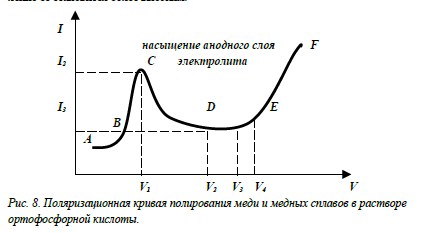 I
насыщение анодного слоя
электролита
F
I₂
C
I₃
D
E
B
A
V₁
V₂
V₃
V₄
V
Рис. 8. Поляризационная кривая полирования меди и медных сплавов в растворе
ортофосфорной кислоты.